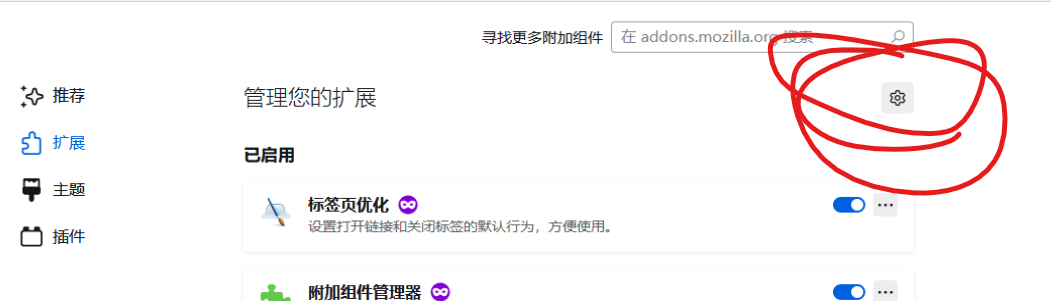 寻找更多附加组件 在 addons.mozilla.org 搜索
推荐
管理您的扩展
扩展
已启用
主题
标签页优化
设置打开链接和关闭标签的默认行为，方便使用。
插件
附加组件管理器